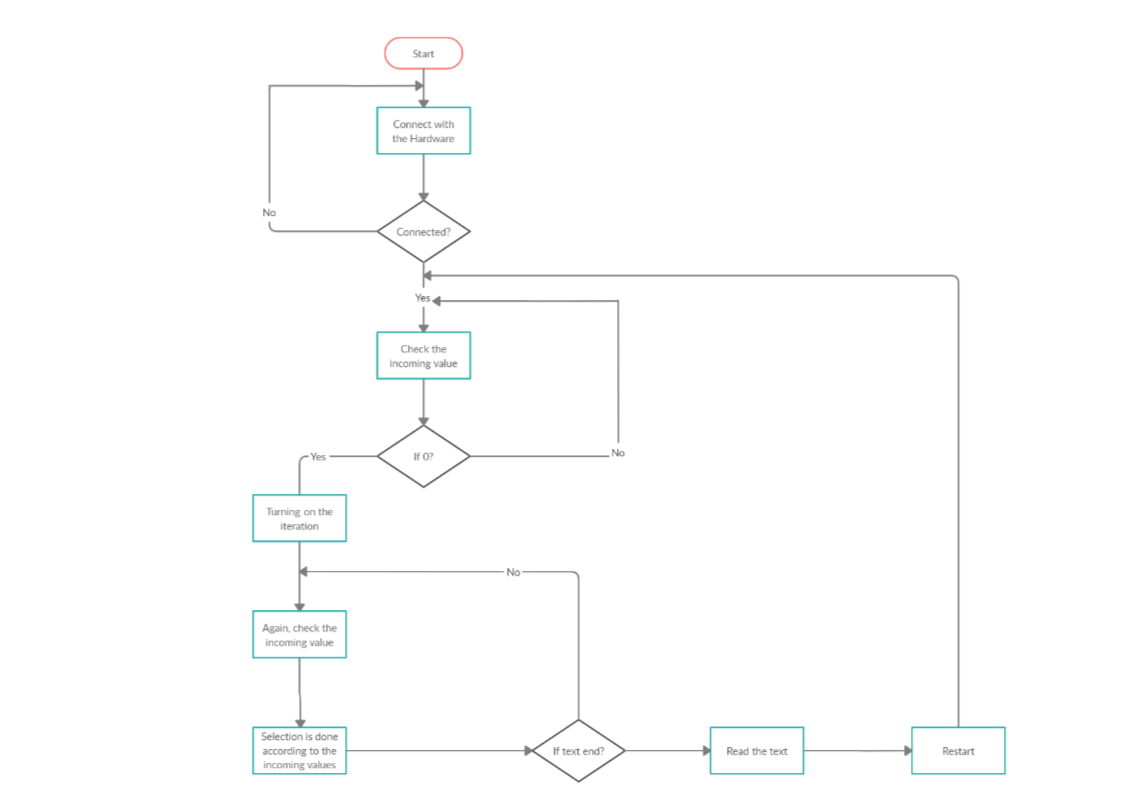 Start
Connect with
the Hardware
No
Connected?
Yes
Check the
incoming value
If 0?
No
Yes
Turning on the
iteration
No
Again, check the
incoming value
Selection is done
according to the
incoming values
If text end?
Read the text
Restart